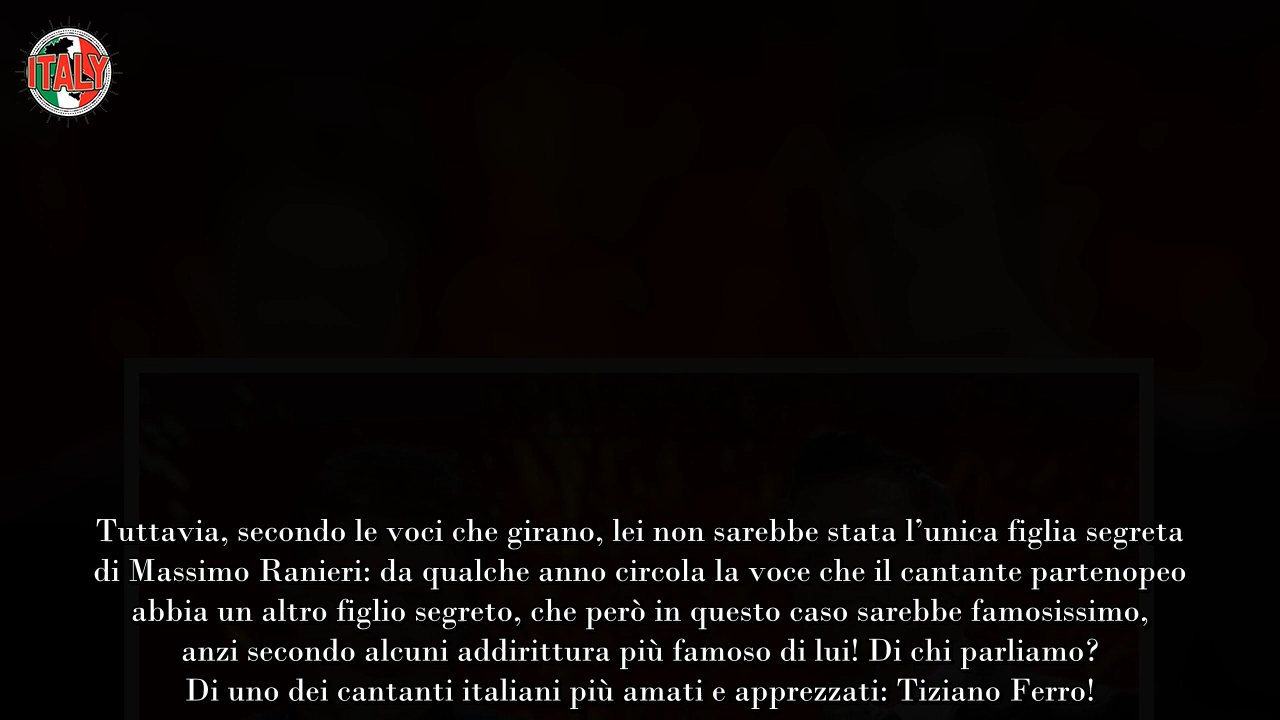 ITALY
Tuttavia, secondo le voci che girano, lei non sarebbe stata l’unica figlia segreta
di Massimo Ranieri: da qualche anno circola la voce che il cantante partenopeo
abbia un altro figlio segreto, che però in questo caso sarebbe famosissimo,
anzi secondo alcuni addirittura più famoso di lui! Di chi parliamo?
Di uno dei cantanti italiani più amati e apprezzati: Tiziano Ferro!